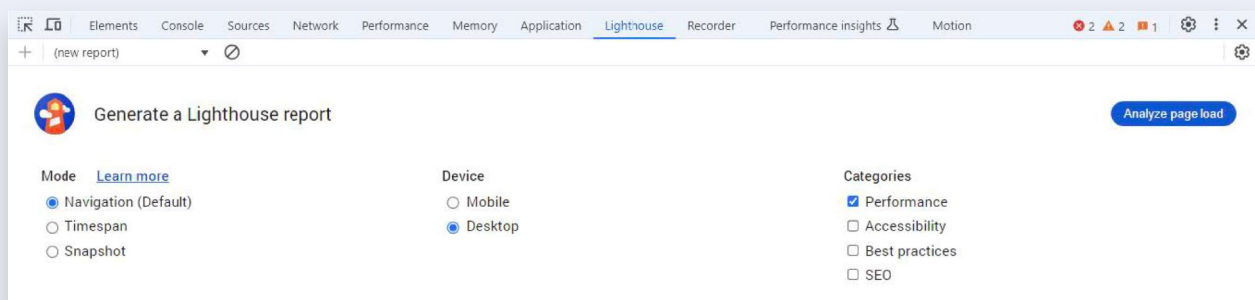 Elements Console Sources Network Performance Memory Application Lighthouse Recorder Performance insights Motion 2 2 1
(new report)
Generate a Lighthouse report Analyze page load
Mode Learn more Device Categories
Navigation (Default) Mobile Performance
Timespan Desktop Accessibility
Snapshot Best practices
SEO